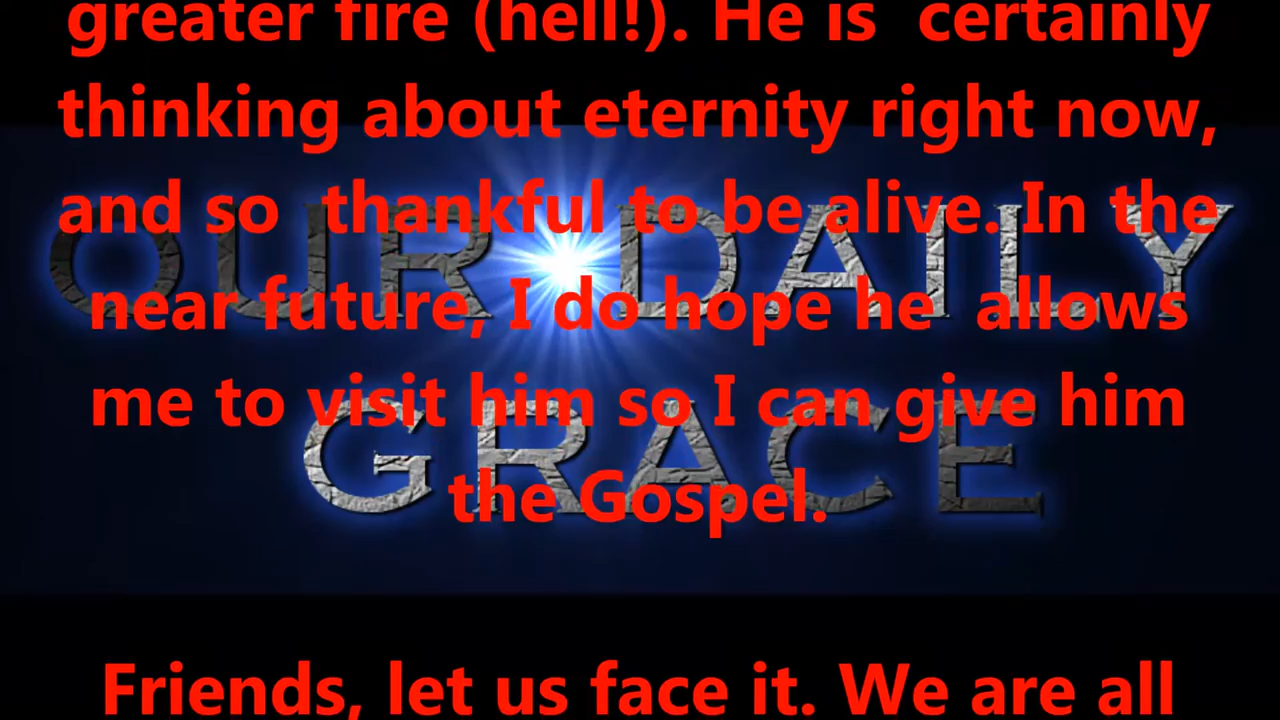 greater fire (hell!). He is certainly
thinking about eternity right now,
and so thankful to be alive. In the
near future, I do hope he allows
me to visit him so I can give him
the Gospel.
Friends, let us face it. We are all
OUR DAILY
GRACE